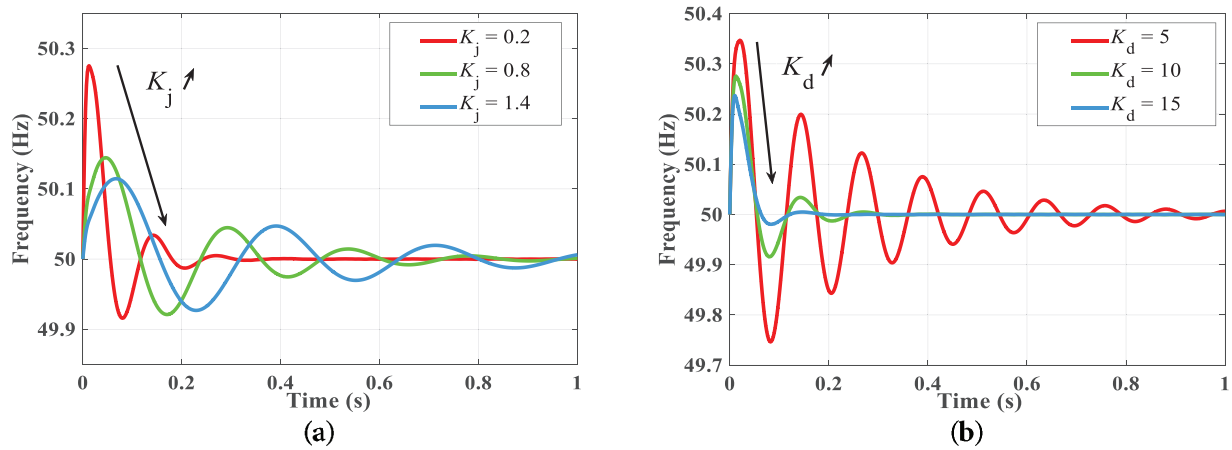 50.3
50.2
50.1
50
49.9
Frequency (Hz)
K_j ↗
K_j = 0.2
K_j = 0.8
K_j = 1.4
0 0.2 0.4 0.6 0.8 1
Time (s)
(a)
50.4
50.3
50.2
50.1
50
49.9
49.8
49.7
Frequency (Hz)
K_d ↗
K_d = 5
K_d = 10
K_d = 15
0 0.2 0.4 0.6 0.8 1
Time (s)
(b)